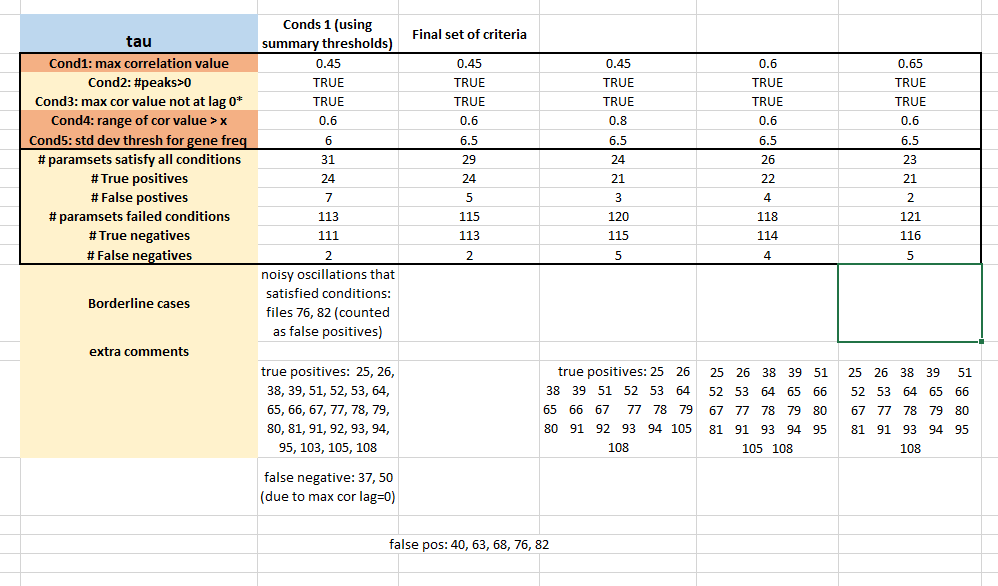 tau
Conds 1 (using
summary thresholds)
Final set of criteria
Cond1: max correlation value 0.45 0.45 0.45 0.6 0.65
Cond2: #peaks>0 TRUE TRUE TRUE TRUE TRUE
Cond3: max cor value not at lag 0* TRUE TRUE TRUE TRUE TRUE
Cond4: range of cor value > x 0.6 0.6 0.8 0.6 0.6
Cond5: std dev thresh for gene freq 6 6.5 6.5 6.5 6.5
# paramsets satisfy all conditions 31 29 24 26 23
# True positives 24 24 21 22 21
# False postives 7 5 3 4 2
# paramsets failed conditions 113 115 120 118 121
# True negatives 111 113 115 114 116
# False negatives 2 2 5 4 5
Borderline cases
noisy oscillations that
satisfied conditions:
files 76, 82 (counted
as false positives)
extra comments
true positives: 25, 26,
38, 39, 51, 52, 53, 64,
65, 66, 67, 77, 78, 79,
80, 81, 91, 92, 93, 94,
95, 103, 105, 108
true positives: 25 26
38 39 51 52 53 64
65 66 67 77 78 79
80 91 92 93 94 105
108
25 26 38 39 51
52 53 64 65 66
67 77 78 79 80
81 91 93 94 95
105 108
25 26 38 39 51
52 53 64 65 66
67 77 78 79 80
81 91 93 94 95
108
false negative: 37, 50
(due to max cor lag=0)
false pos: 40, 63, 68, 76, 82